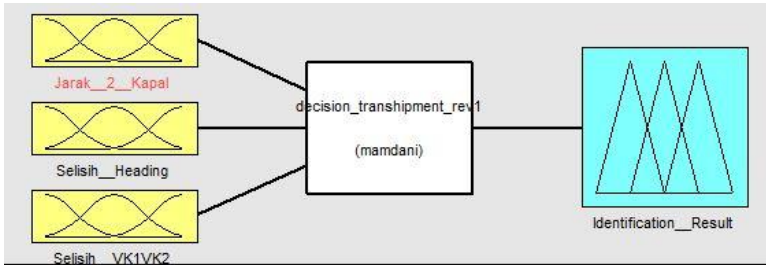 Jarak__2__Kapal
Selisih__Heading
Selisih__VK1VK2
decision_transhipment_rev1
(mamdani)
Identification__Result